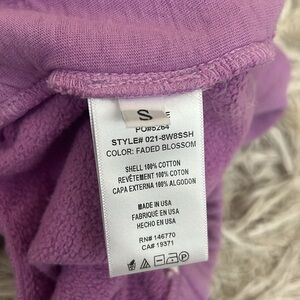 S
PO#5264
STYLE# 021-8W8SSH
COLOR: FADED BLOSSOM
SHELL 100% COTTON
REVÊTEMENT 100% COTON
CAPA EXTERNA 100% ALGODON
MADE IN USA
FABRIQUÉ EN USA
HECHO EN USA
RN# 146770
CA# 19371